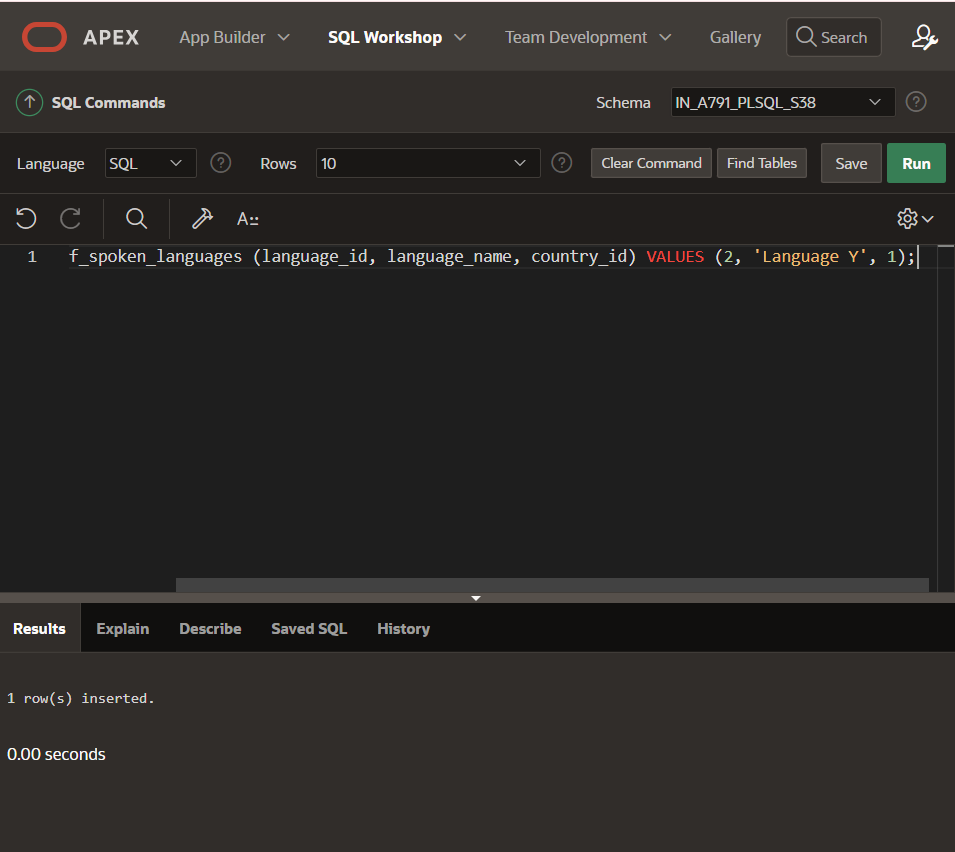 APEX App Builder SQL Workshop Team Development Gallery Search
SQL Commands Schema IN_A791_PLSQL_S38 ?
Language SQL ? Rows 10 ? Clear Command Find Tables Save Run
A::
1 f_spoken_languages (language_id, language_name, country_id) VALUES (2, 'Language Y', 1);
Results Explain Describe Saved SQL History
1 row(s) inserted.
0.00 seconds